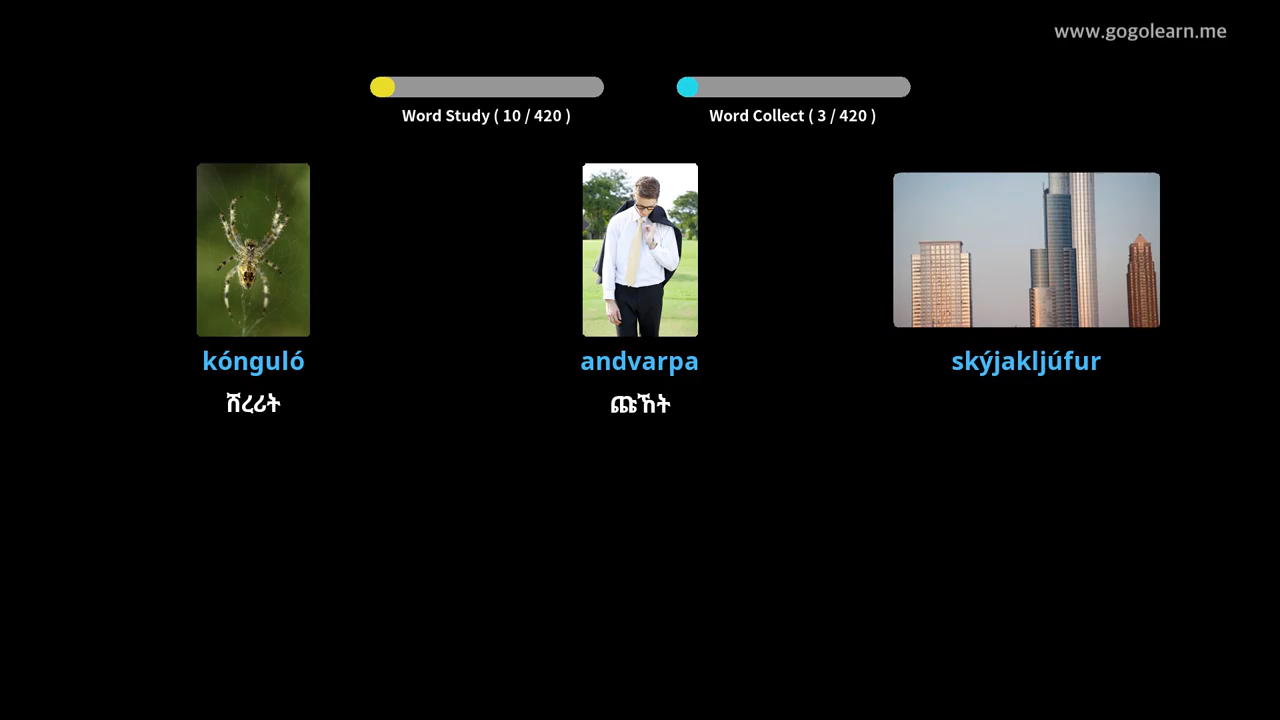 www.gogolearn.me
Word Study ( 10 / 420 )
Word Collect ( 3 / 420 )
kónguló
andvarpa
skýjakljúfur
ሸረሪት
ጩኸት